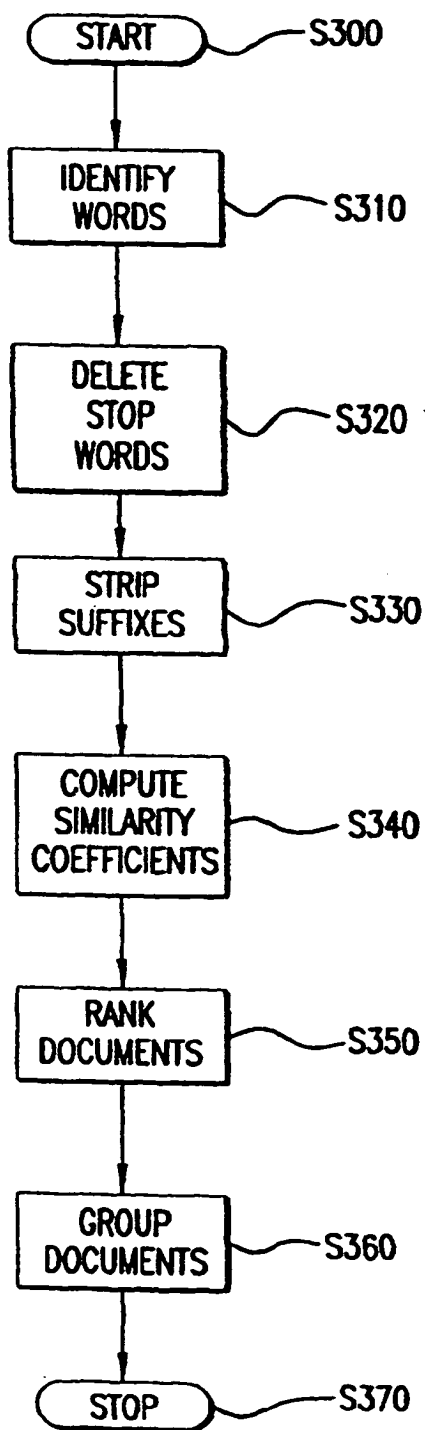 START
S300
IDENTIFY
WORDS
S310
DELETE
STOP
WORDS
S320
STRIP
SUFFIXES
S330
COMPUTE
SIMILARITY
COEFFICIENTS
S340
RANK
DOCUMENTS
S350
GROUP
DOCUMENTS
S360
STOP
S370